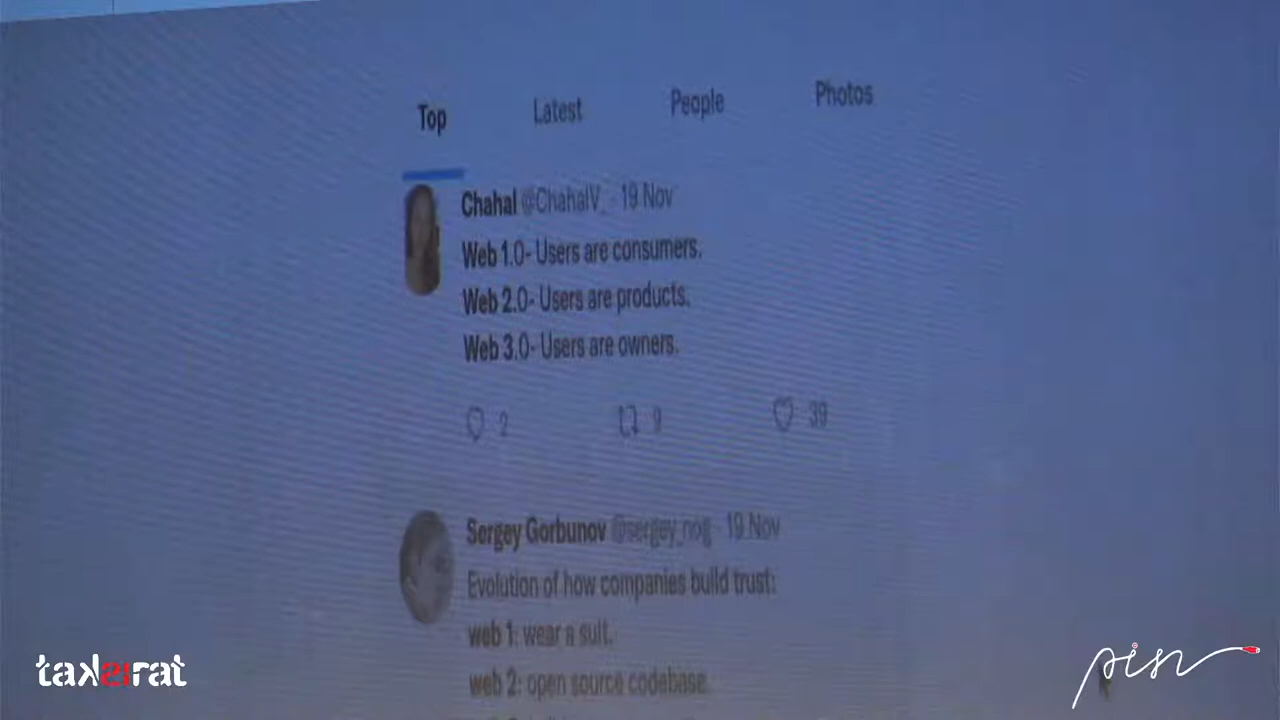 Top Latest People Photos
Chahal @ChahalV_ · 19 Nov
Web 1.0- Users are consumers.
Web 2.0- Users are products.
Web 3.0- Users are owners.
2 9 39
Sergey Gorbunov @sergey_nog · 19 Nov
Evolution of how companies build trust:
web 1: wear a suit.
web 2: open source codebase.
taksirat
pin